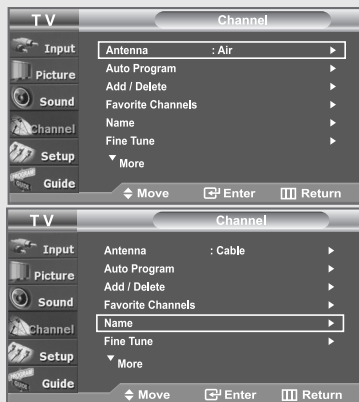 TV Channel
Input
Antenna : Air
Picture
Auto Program
Add / Delete
Sound
Favorite Channels
Channel
Name
Fine Tune
Setup
More
Guide
Move Enter Return
TV Channel
Input
Antenna : Cable
Picture
Auto Program
Add / Delete
Sound
Favorite Channels
Channel
Name
Fine Tune
Setup
More
Guide
Move Enter Return